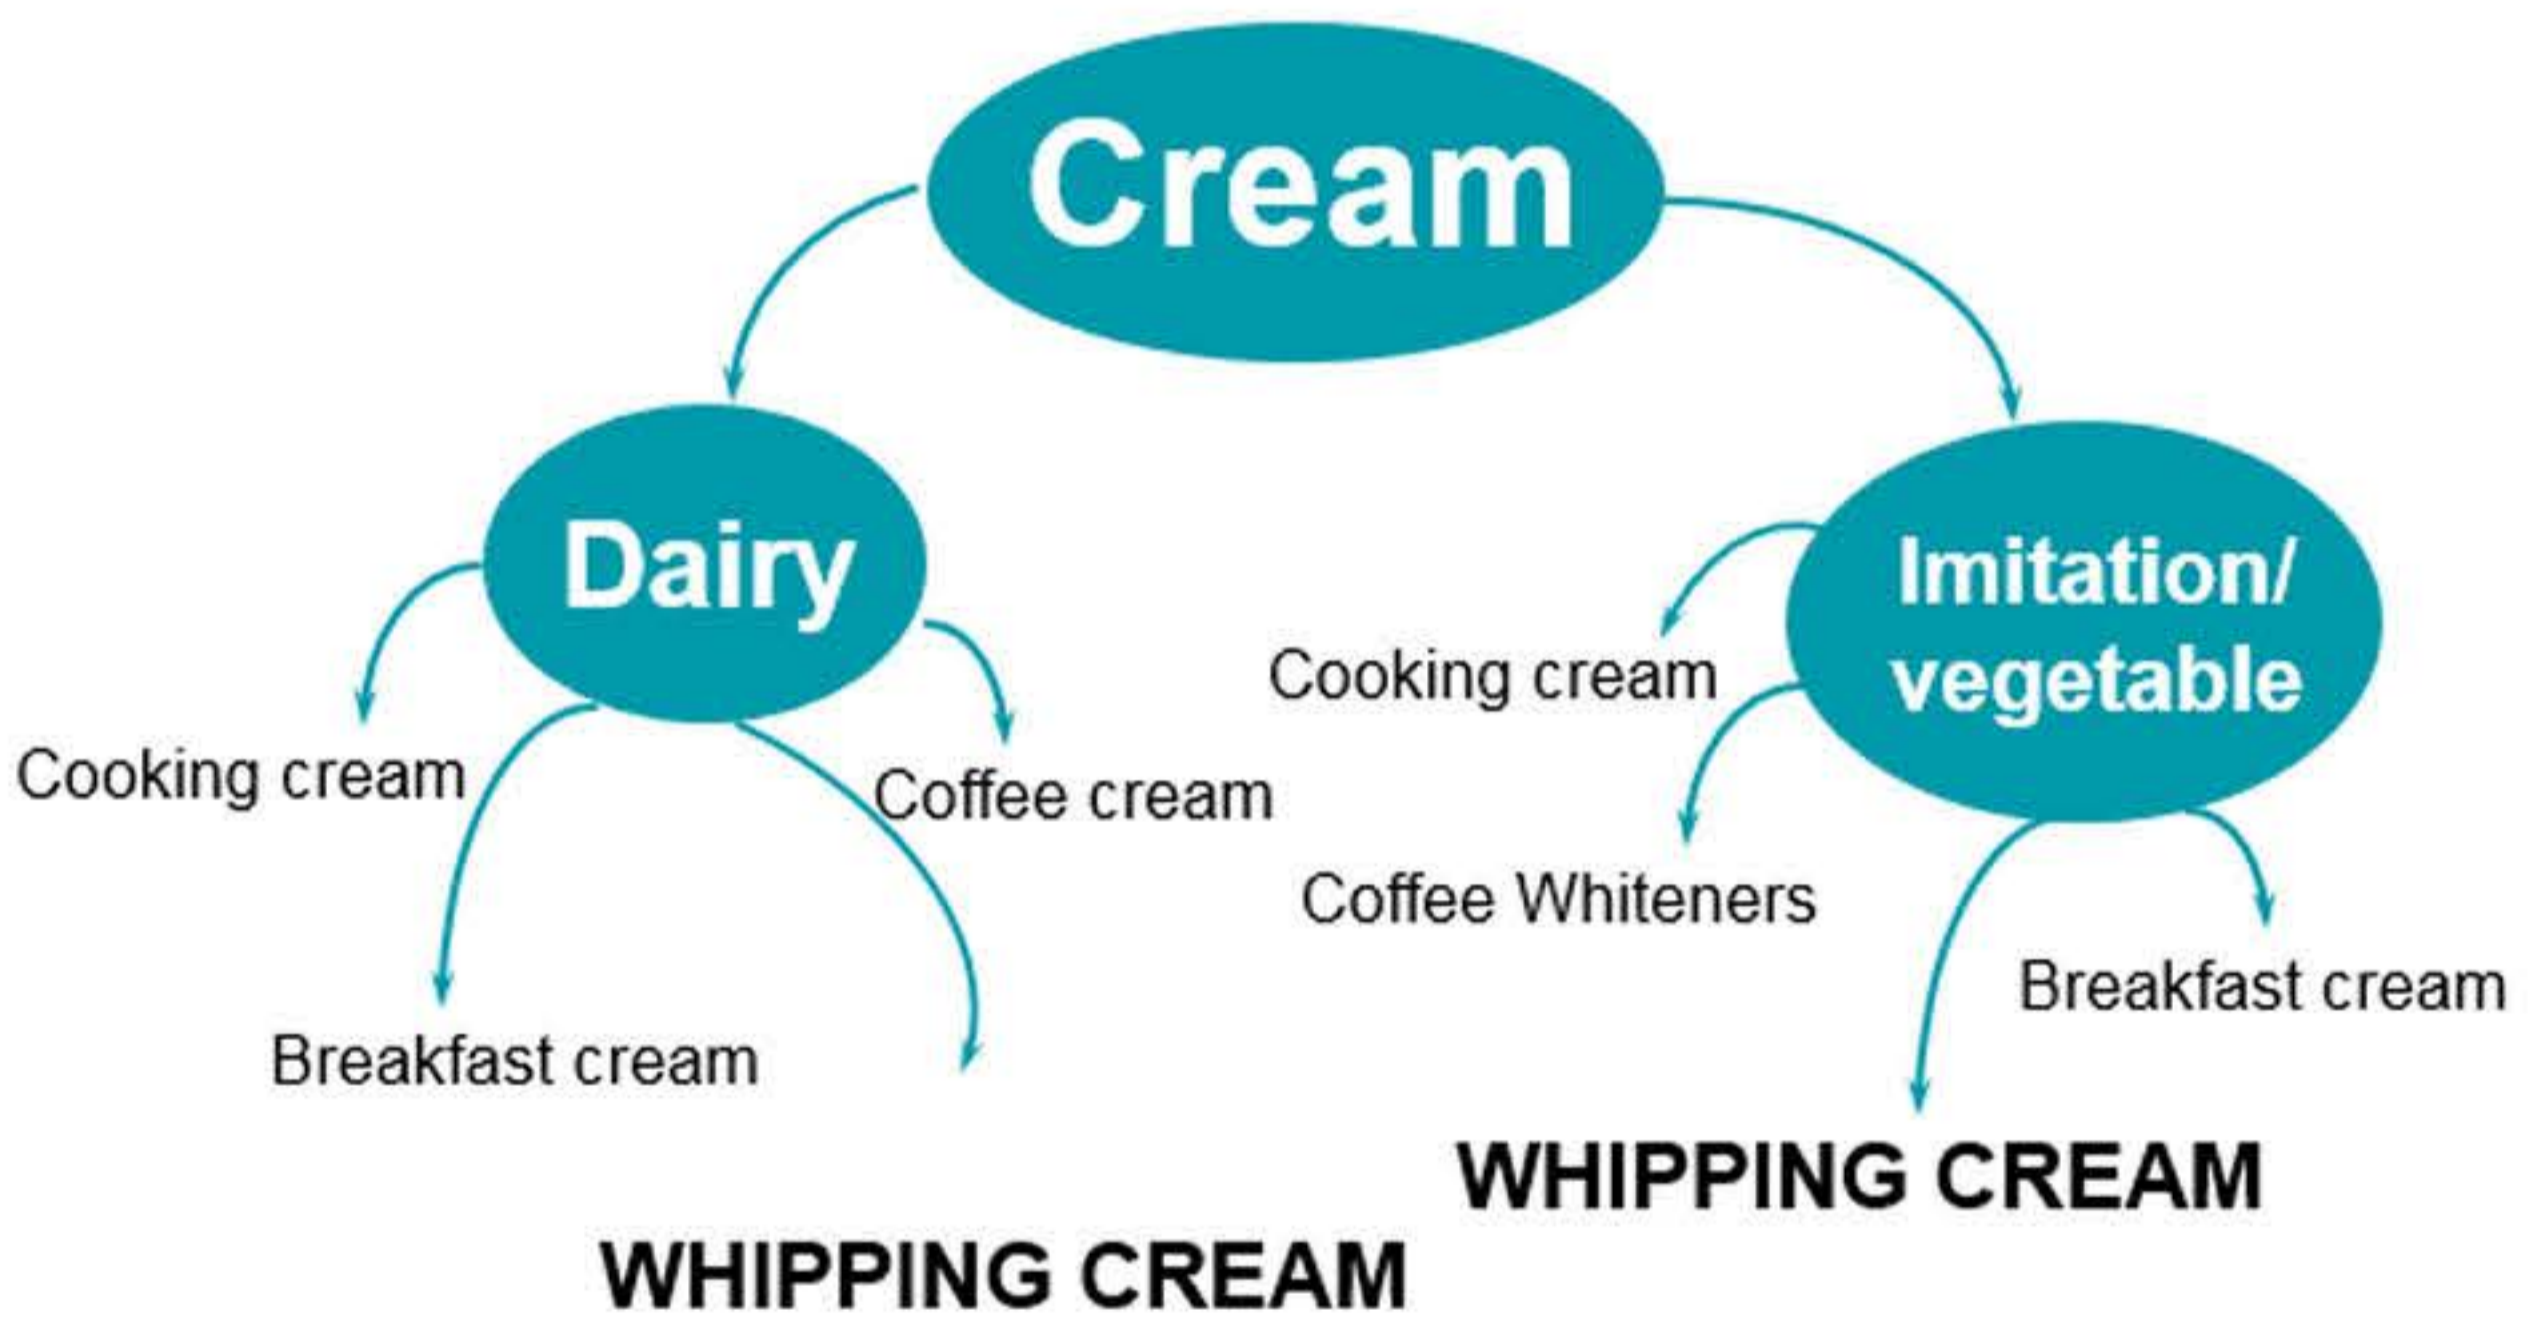 Cream
Dairy
Imitation/
vegetable
Cooking cream
Coffee cream
Breakfast cream
WHIPPING CREAM
Cooking cream
Coffee Whiteners
Breakfast cream
WHIPPING CREAM